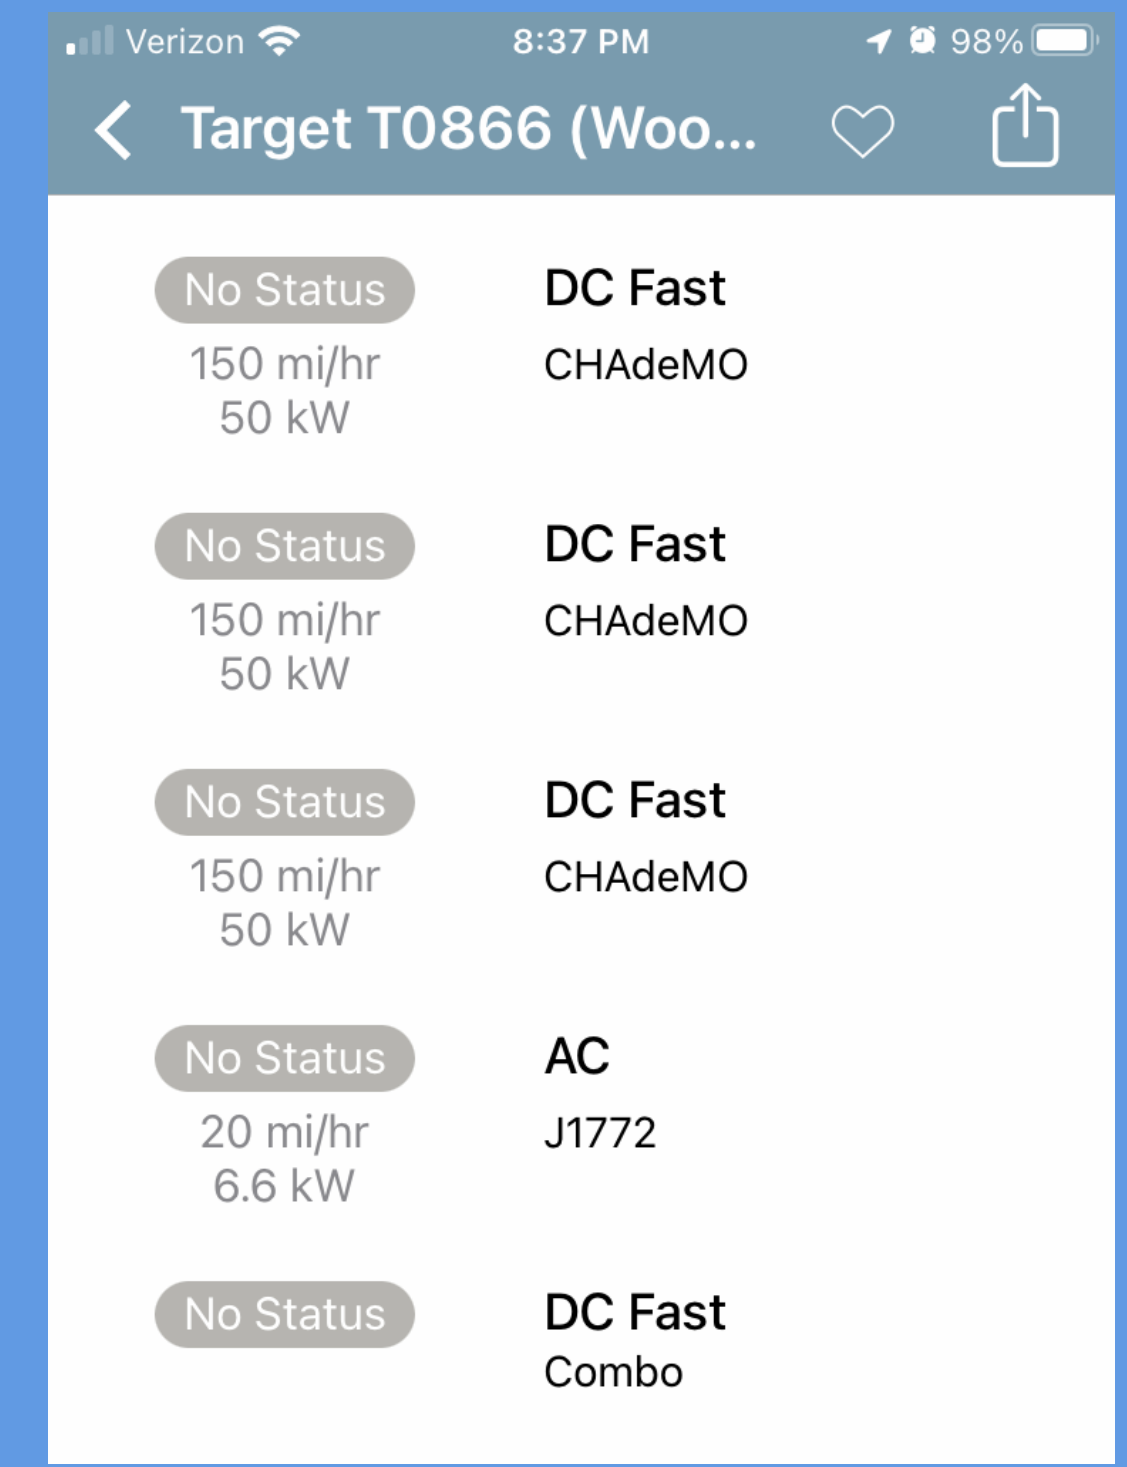 Verizon 8:37 PM 98%
Target T0866 (Woo...
No Status DC Fast
150 mi/hr CHAdeMO
50 kW
No Status DC Fast
150 mi/hr CHAdeMO
50 kW
No Status DC Fast
150 mi/hr CHAdeMO
50 kW
No Status AC
20 mi/hr J1772
6.6 kW
No Status DC Fast
Combo